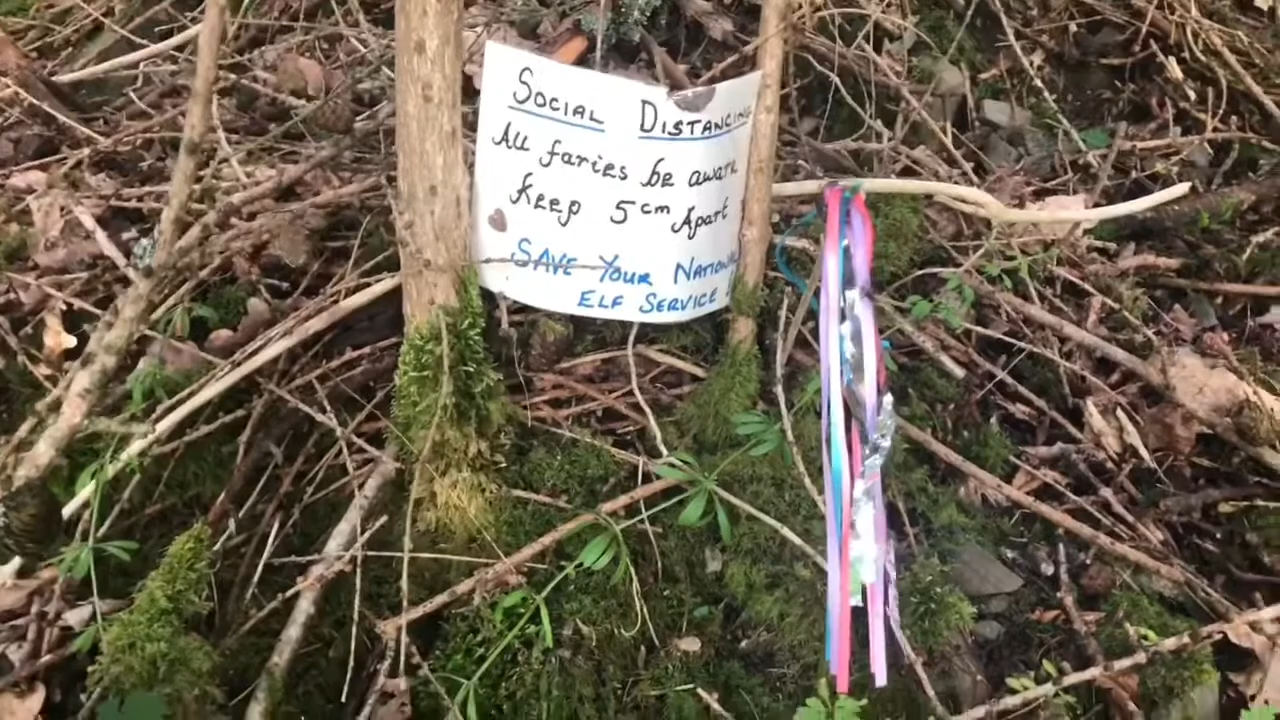 SOCIAL DISTANCING
All faries be aware
Keep 5cm Apart
SAVE YOUR NATIONAL
ELF SERVICE!